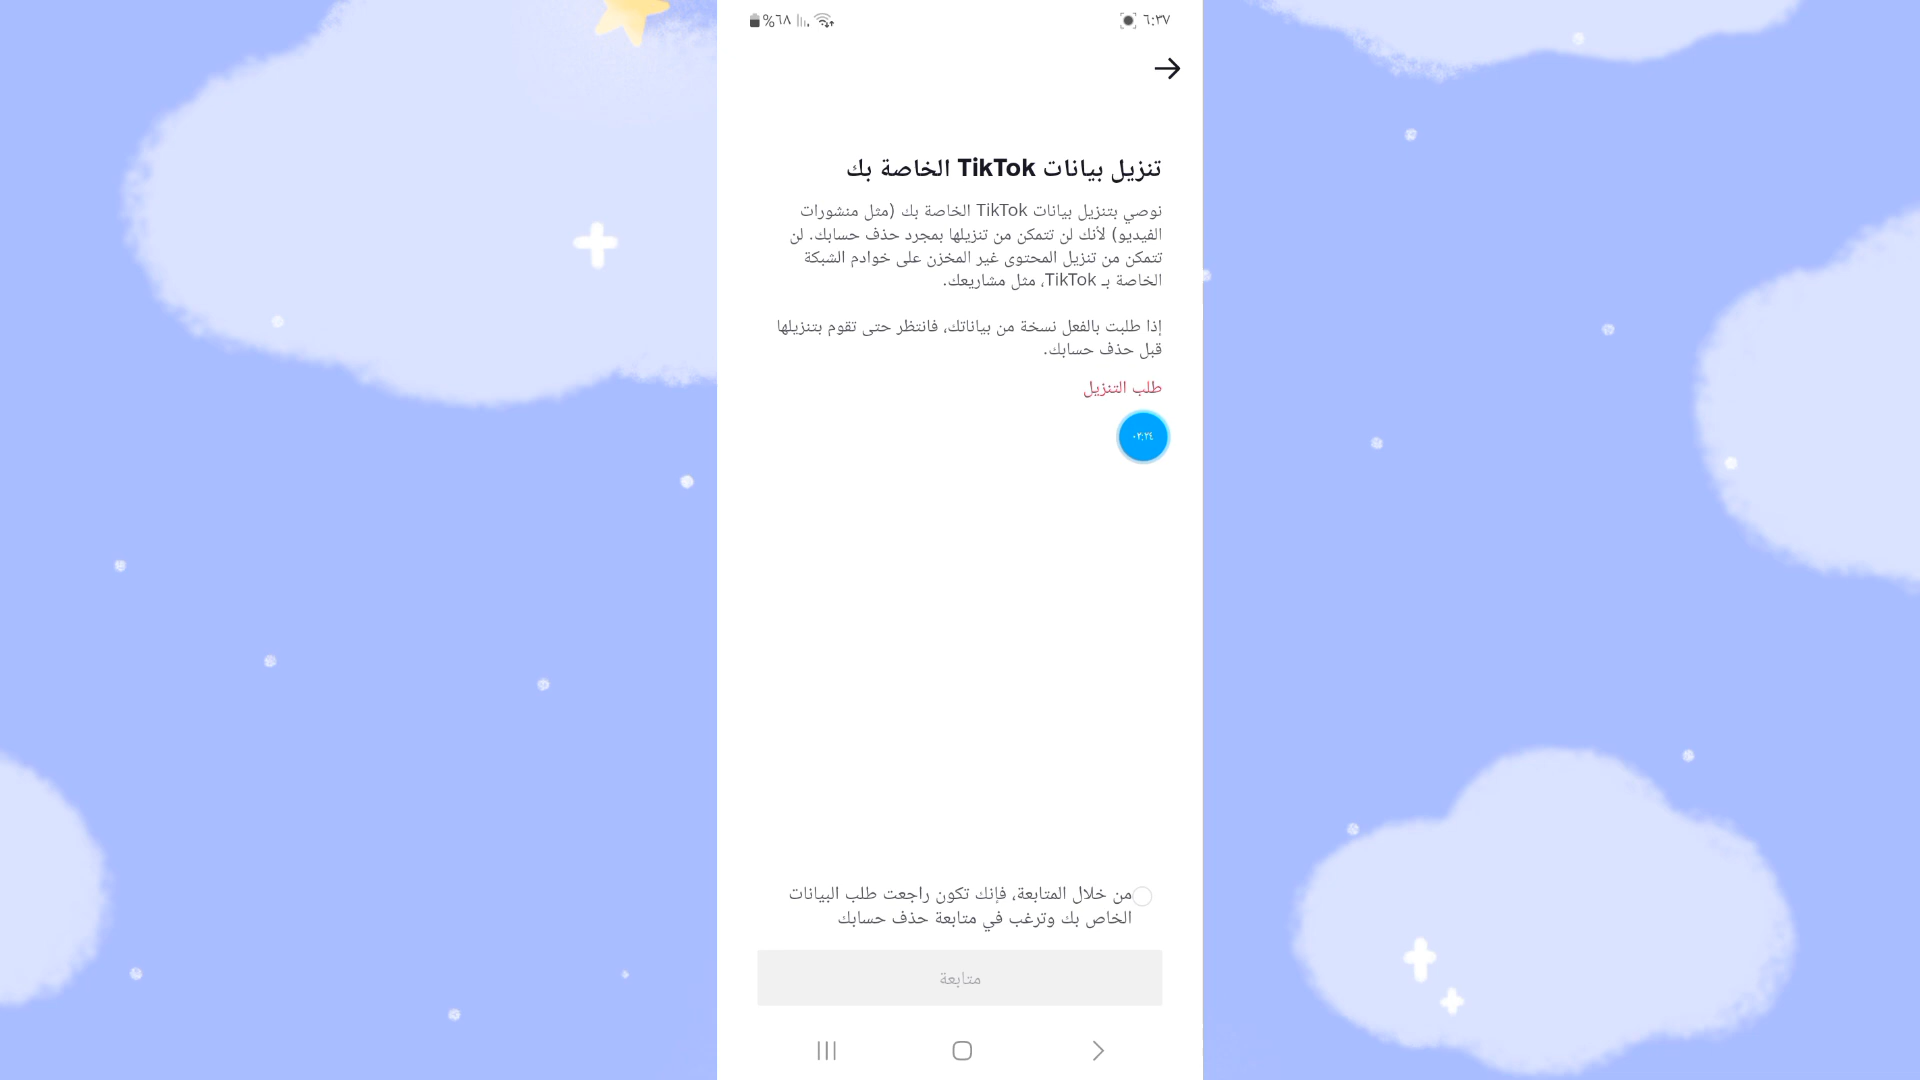 ٦:٣٧
%٦٨
تنزيل بيانات TikTok الخاصة بك
نوصي بتنزيل بيانات TikTok الخاصة بك (مثل منشورات
الفيديو) لأنك لن تتمكن من تنزيلها بمجرد حذف حسابك. لن
تتمكن من تنزيل المحتوى غير المخزن على خوادم الشبكة
الخاصة بـ TikTok، مثل مشاريعك.
إذا طلبت بالفعل نسخة من بياناتك، فانتظر حتى تقوم بتنزيلها
قبل حذف حسابك.
طلب التنزيل
٠٣:٢٤
من خلال المتابعة، فإنك تكون راجعت طلب البيانات
الخاص بك وترغب في متابعة حذف حسابك
متابعة